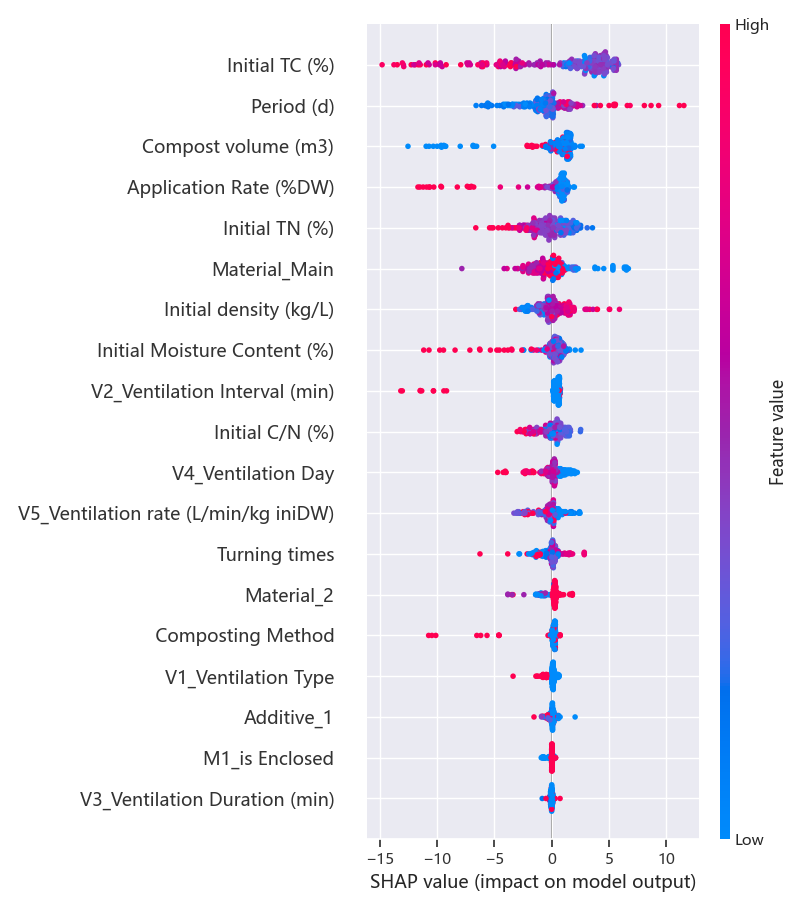 High
Initial TC (%)
Period (d)
Compost volume (m3)
Application Rate (%DW)
Initial TN (%)
Material_Main
Initial density (kg/L)
Initial Moisture Content (%)
V2_Ventilation Interval (min)
Initial C/N (%)
V4_Ventilation Day
V5_Ventilation rate (L/min/kg iniDW)
Turning times
Material_2
Composting Method
V1_Ventilation Type
Additive_1
M1_is Enclosed
V3_Ventilation Duration (min)
Feature value
Low
−15 −10 −5 0 5 10
SHAP value (impact on model output)